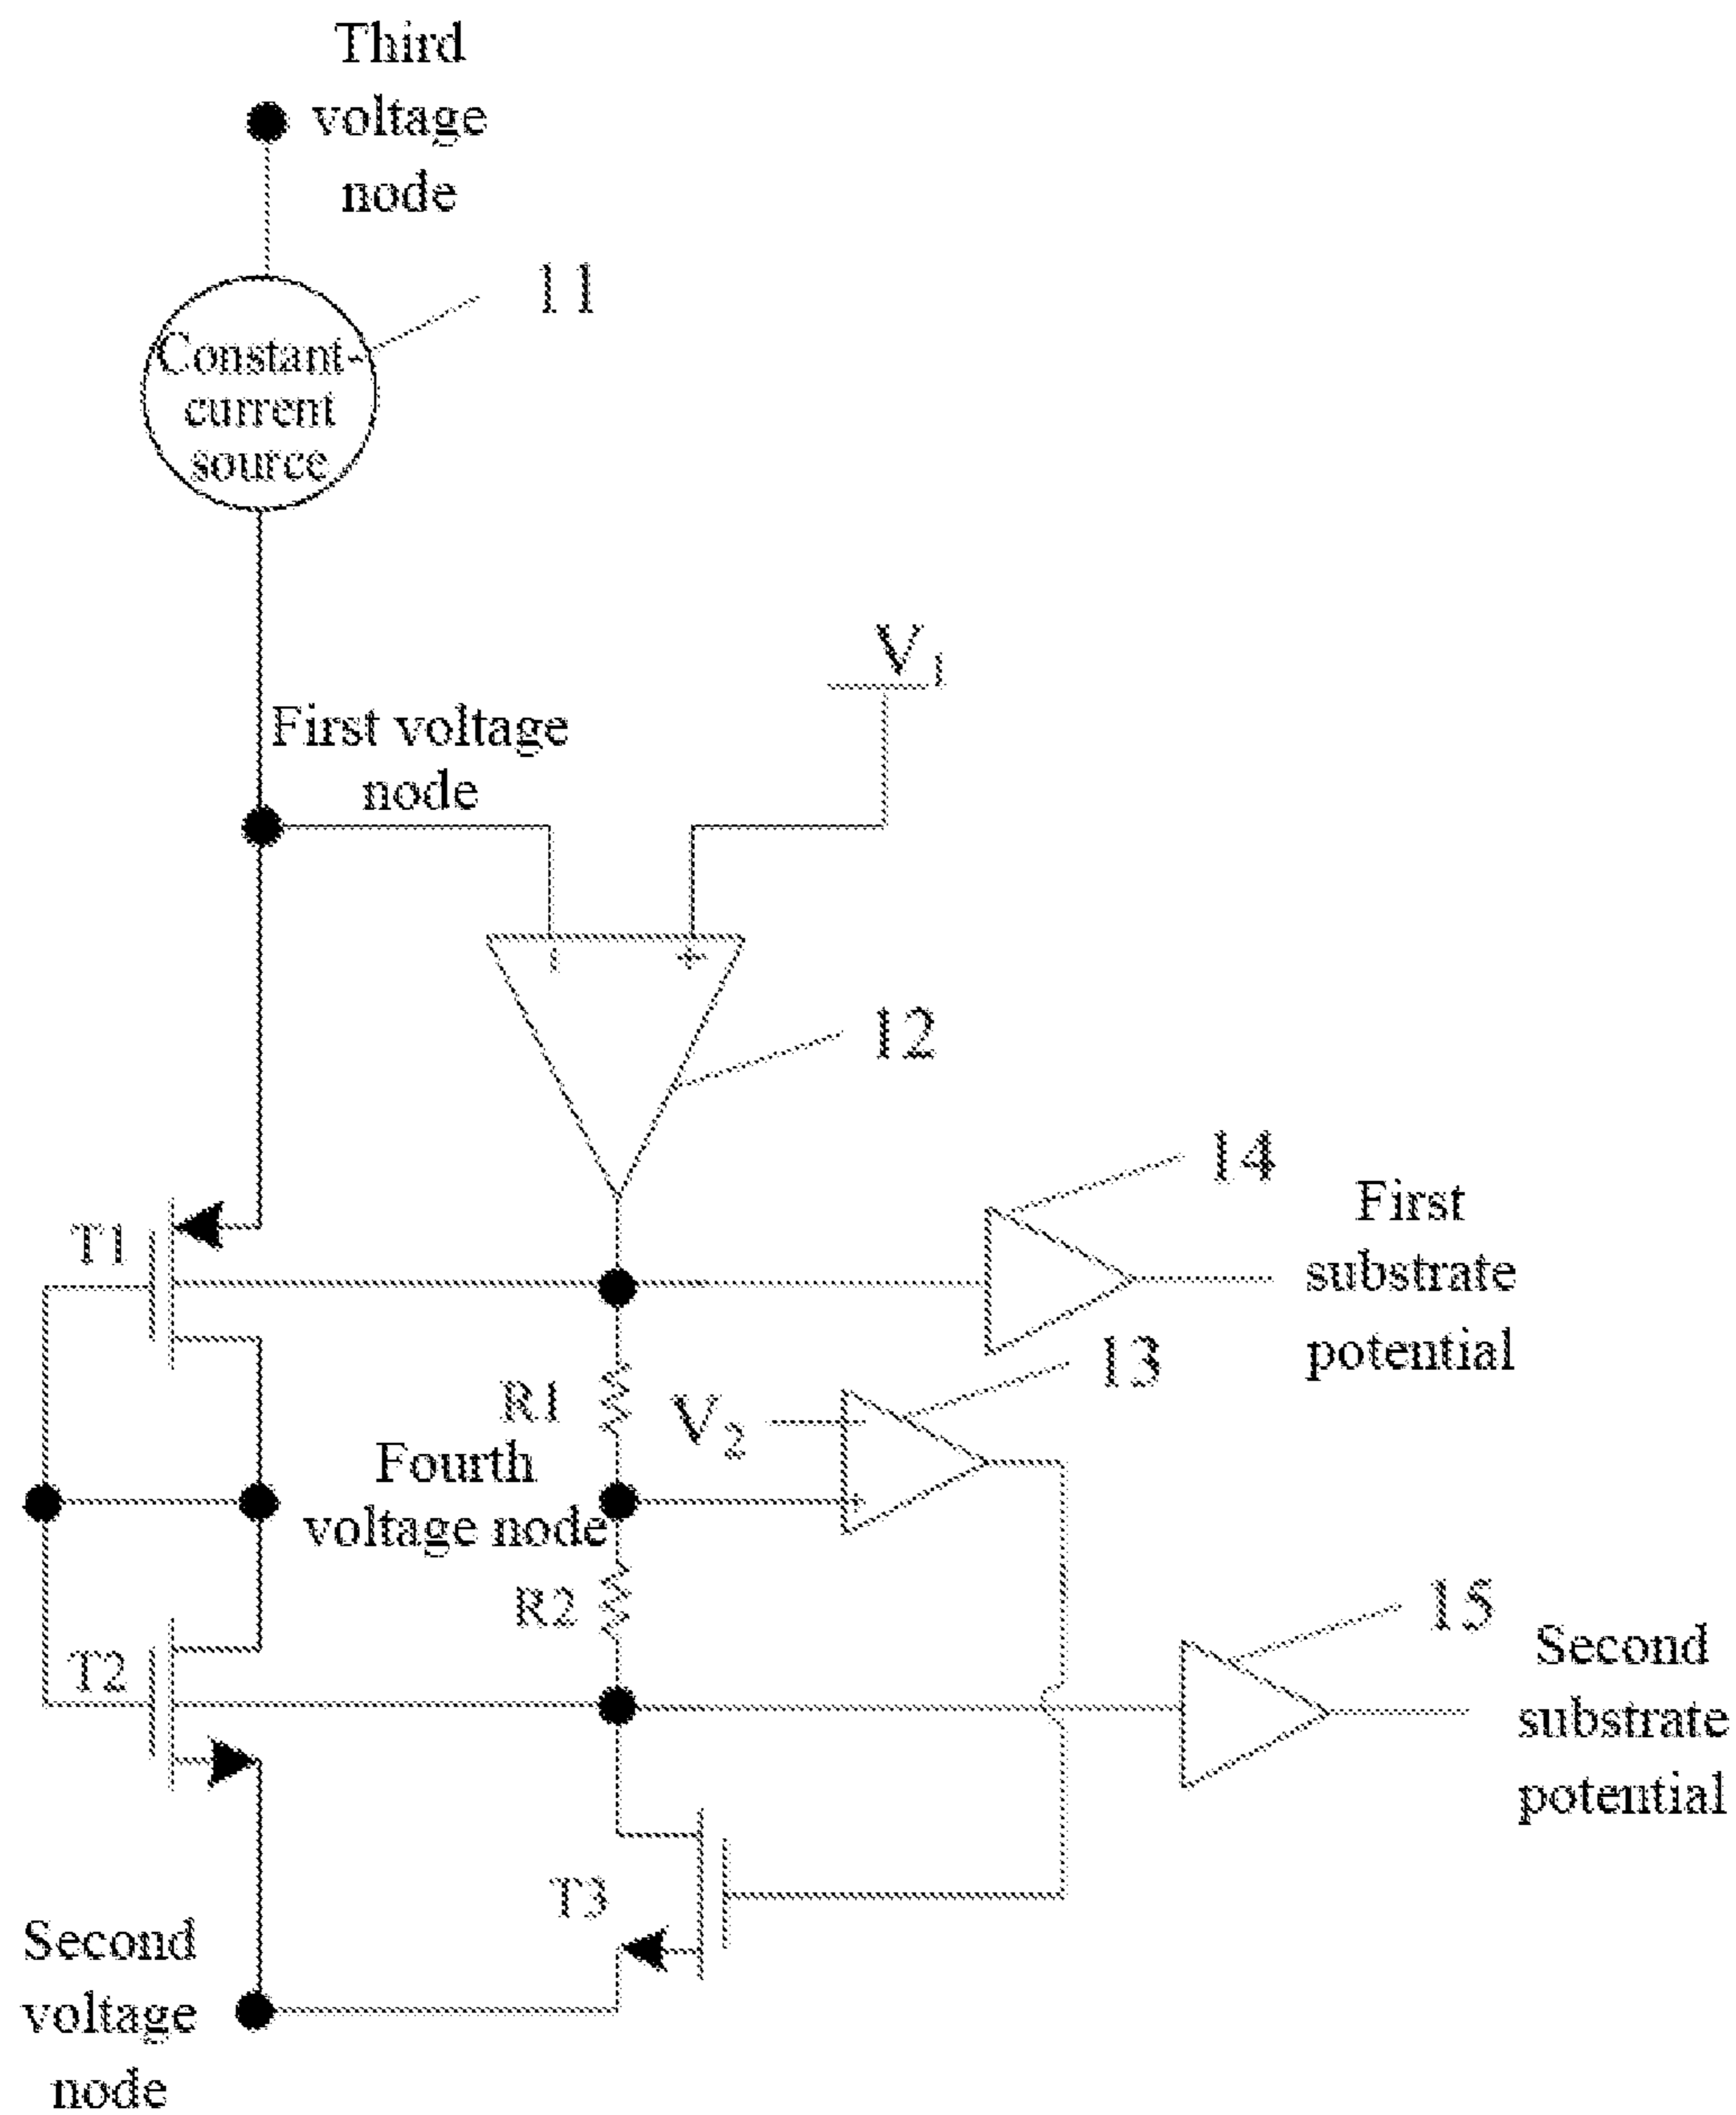 Third
voltage
node
11
Constant-
current
source
V1
First voltage
node
- +
12
14
First
substrate
potential
T1
13
R1
V2
-
Fourth
voltage node
+
R2
15
Second
substrate
potential
T2
T3
Second
voltage
node